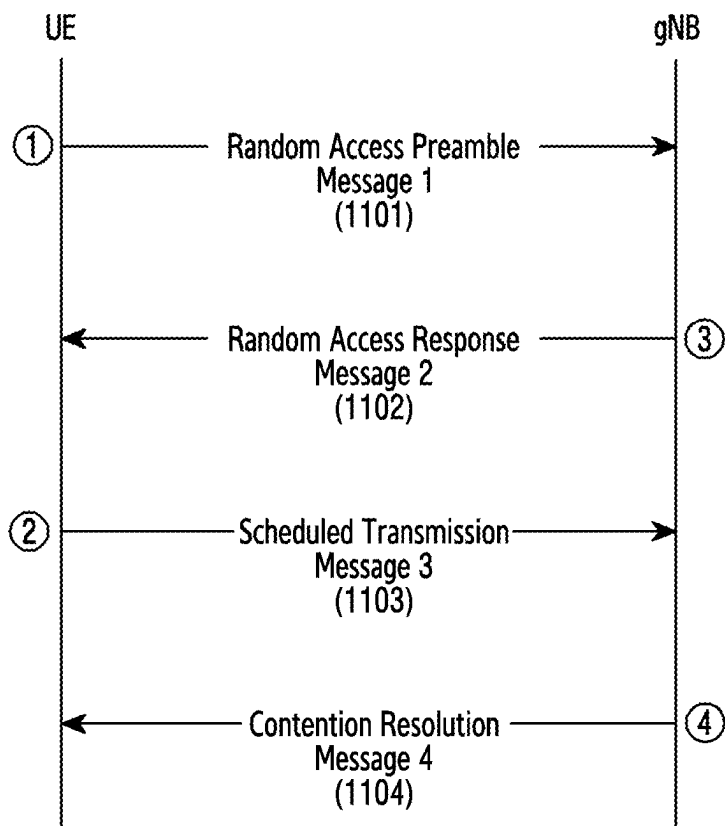 UE
gNB
①
Random Access Preamble
Message 1
(1101)
Random Access Response
③
Message 2
(1102)
②
Scheduled Transmission
Message 3
(1103)
Contention Resolution
④
Message 4
(1104)